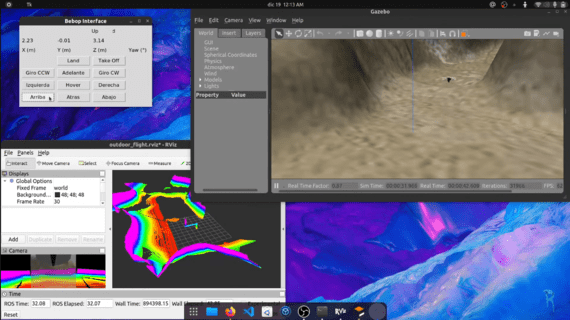 Tk
dic 19 12:13 AM
Bebop Interface
Up
2.23 -0.01 3.14
X (m) Y (m) Z (m) Yaw (°)
Land Take Off
Giro CCW Adelante Giro CW
Izquierda Hover Derecha
Arriba Atras Abajo
Gazebo
File Edit Camera View Window Help
World Insert Layers
GUI
Scene
Spherical Coordinates
Physics
Atmosphere
Wind
Models
Lights
Property Value
Real Time Factor: Sim Time: Real Time: Iterations:
outdoor_flight.rviz* - RViz
File Panels Help
Interact Move Camera Select Focus Camera Measure
Displays
Global Options
Fixed Frame world
Background... 48; 48; 48
Frame Rate 30
Add Duplicate Remove Rename
Camera
Time
ROS Time: 32.08 ROS Elapsed: 32.07 Wall Time: 894398.15
Reset
RViz